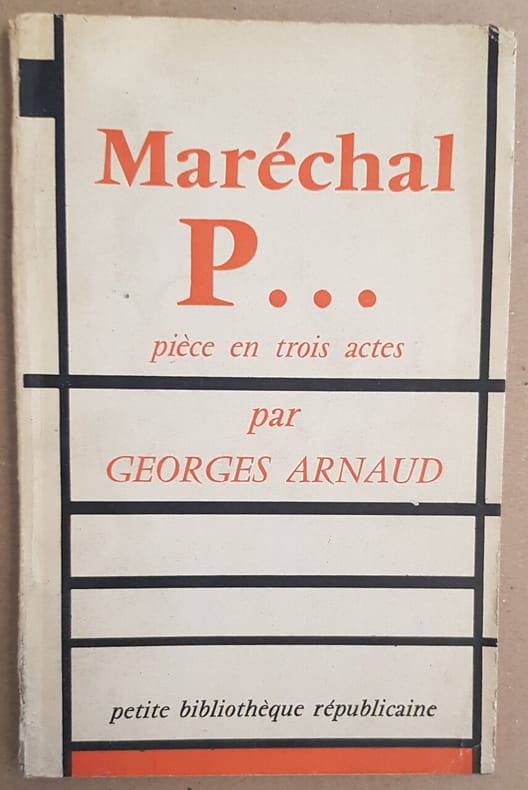 Maréchal
P...
pièce en trois actes
par
GEORGES ARNAUD
petite bibliothèque républicaine